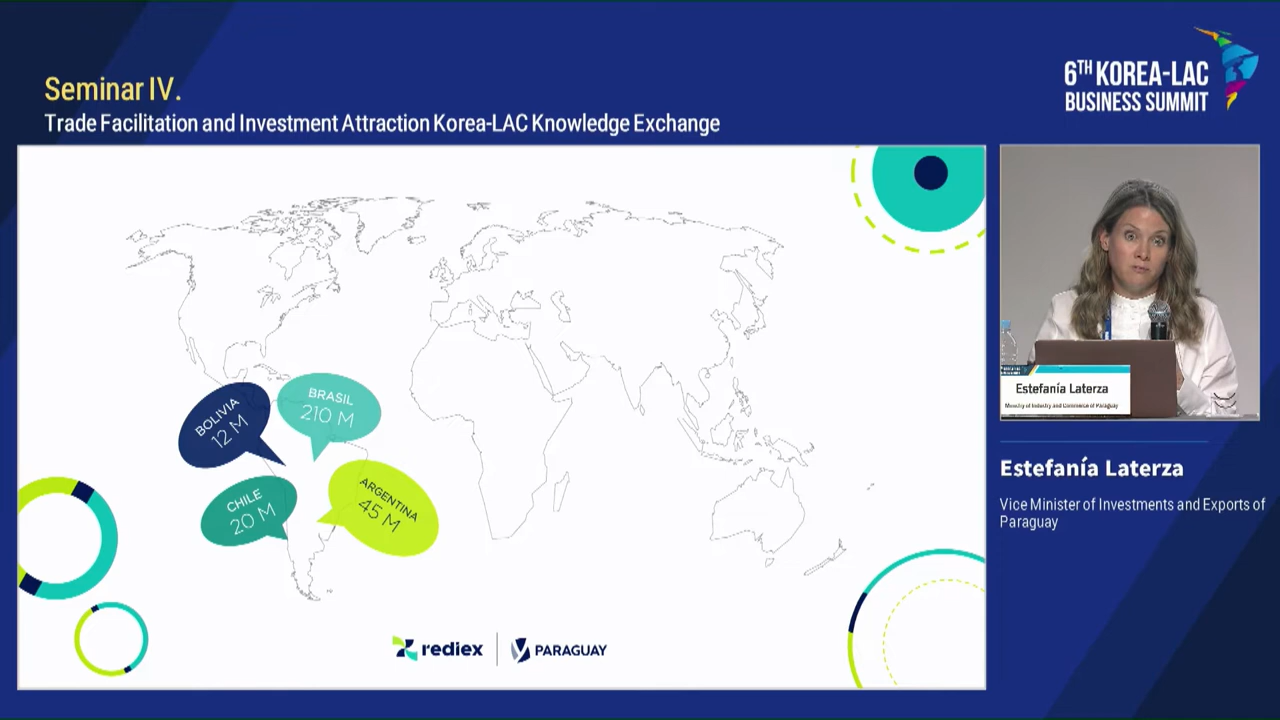 Seminar IV.
Trade Facilitation and Investment Attraction Korea-LAC Knowledge Exchange
6TH KOREA-LAC
BUSINESS SUMMIT
BOLIVIA
12 M
BRASIL
210 M
CHILE
20 M
ARGENTINA
45 M
rediex
PARAGUAY
Estefanía Laterza
Ministry of Industry and Commerce of Paraguay
Estefanía Laterza
Vice Minister of Investments and Exports of
Paraguay